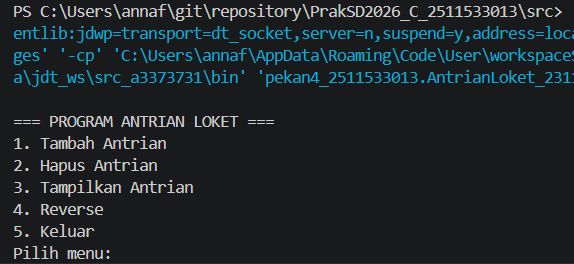 PS C:\Users\annaf\git\repository\PrakSD2026_C_2511533013\src>
entlib:jdwp=transport=dt_socket,server=n,suspend=y,address=loca
ges' '-cp' 'C:\Users\annaf\AppData\Roaming\Code\User\workspaceS
a\jdt_ws\src_a3373731\bin' 'pekan4_2511533013.AntrianLoket_2311
=== PROGRAM ANTRIAN LOKET ===
1. Tambah Antrian
2. Hapus Antrian
3. Tampilkan Antrian
4. Reverse
5. Keluar
Pilih menu: